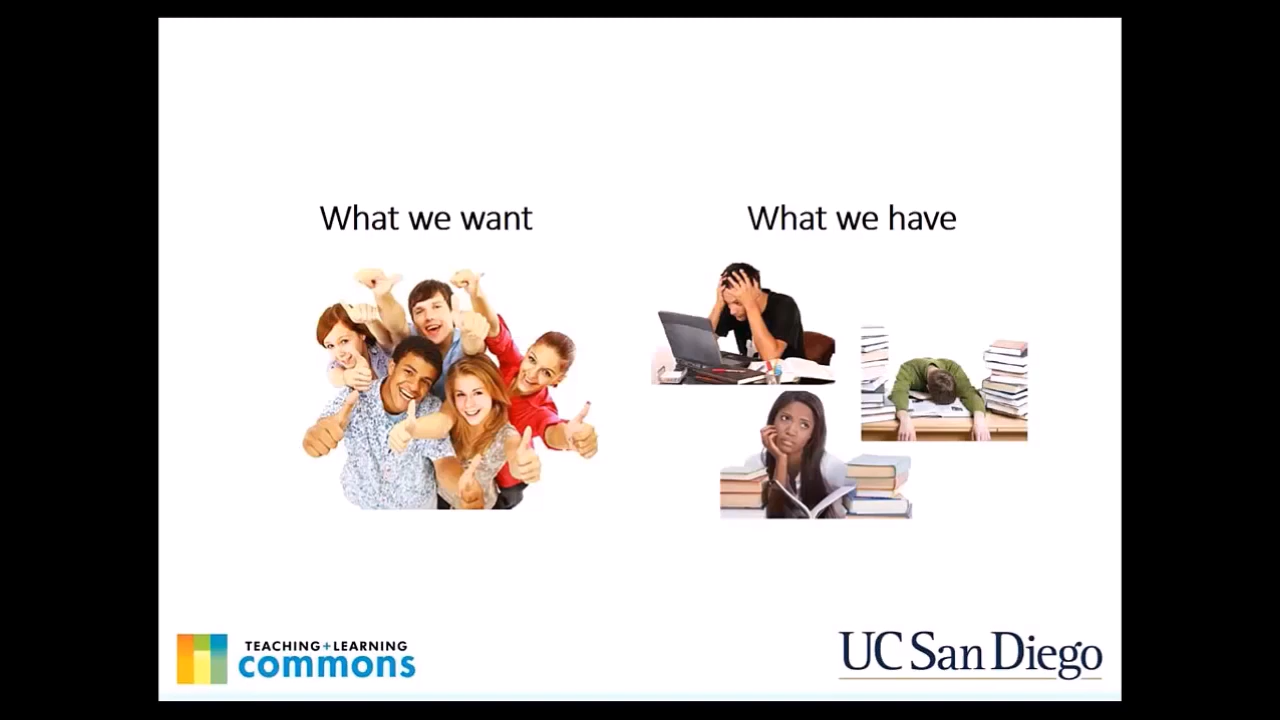 What we want
What we have
TEACHING+LEARNING
commons
UC San Diego